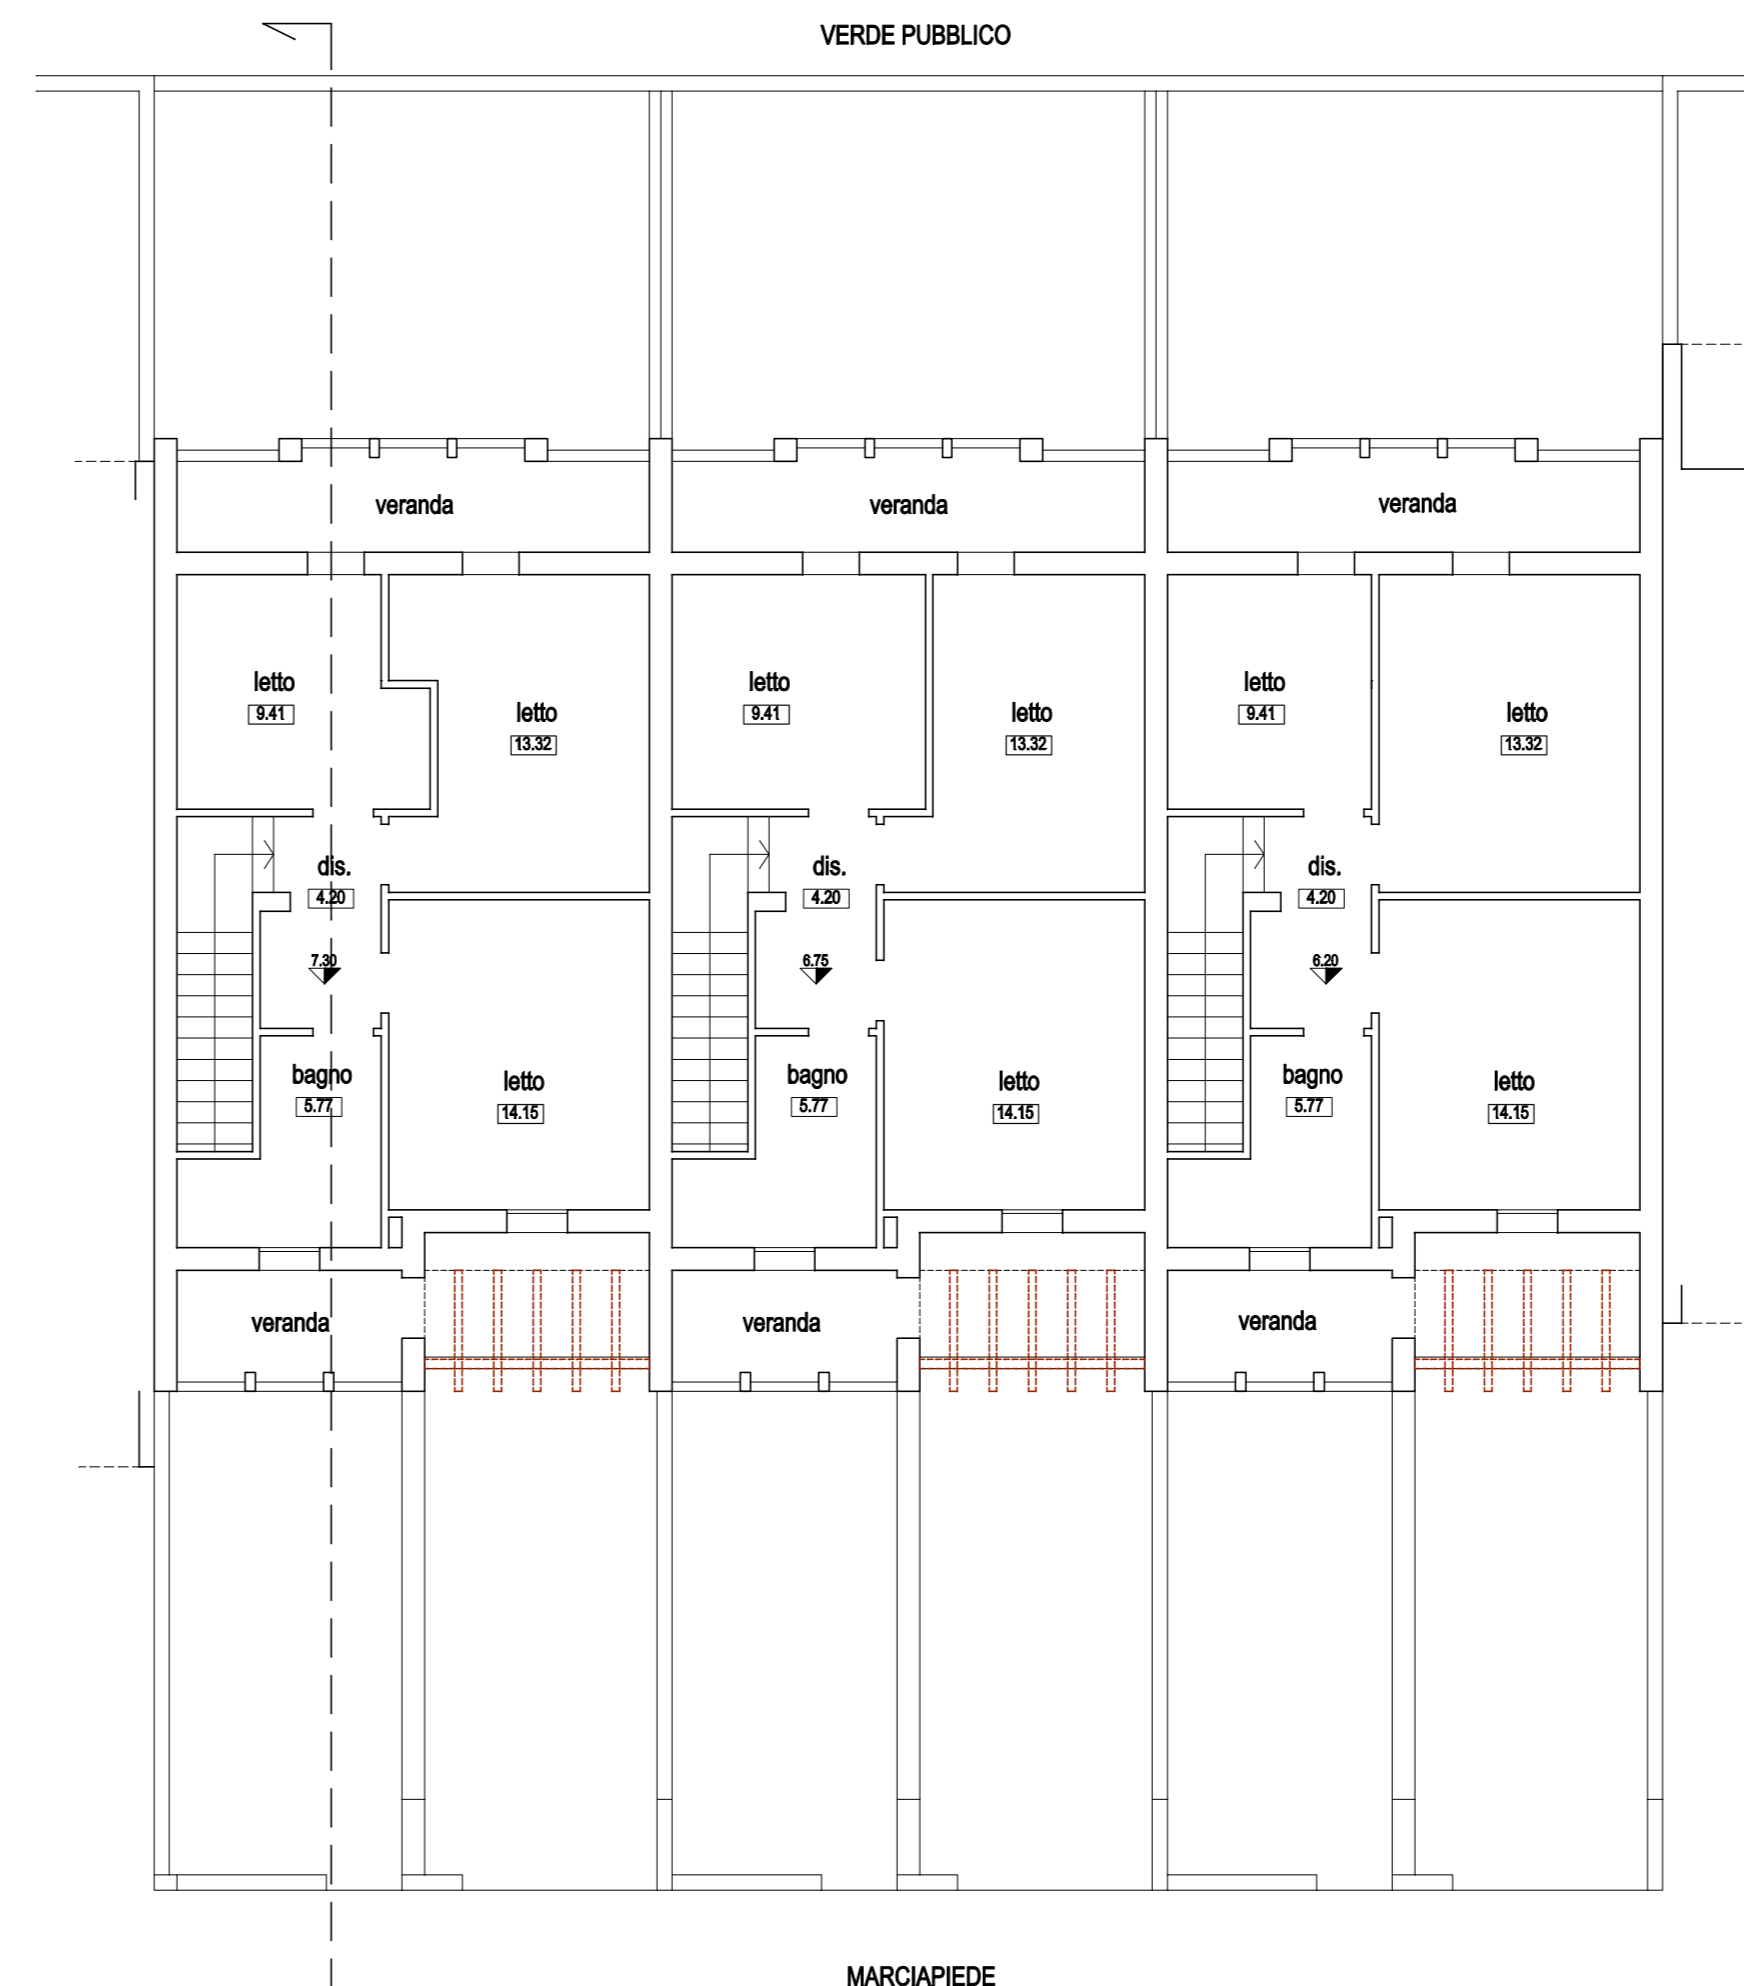 VERDE PUBBLICO
veranda
veranda
veranda
letto
9.41
letto
13.32
letto
9.41
letto
13.32
letto
9.41
letto
13.32
dis.
4.20
dis.
4.20
dis.
4.20
7.30
6.75
6.20
bagno
5.77
letto
14.15
bagno
5.77
letto
14.15
bagno
5.77
letto
14.15
veranda
veranda
veranda
MARCIAPIEDE